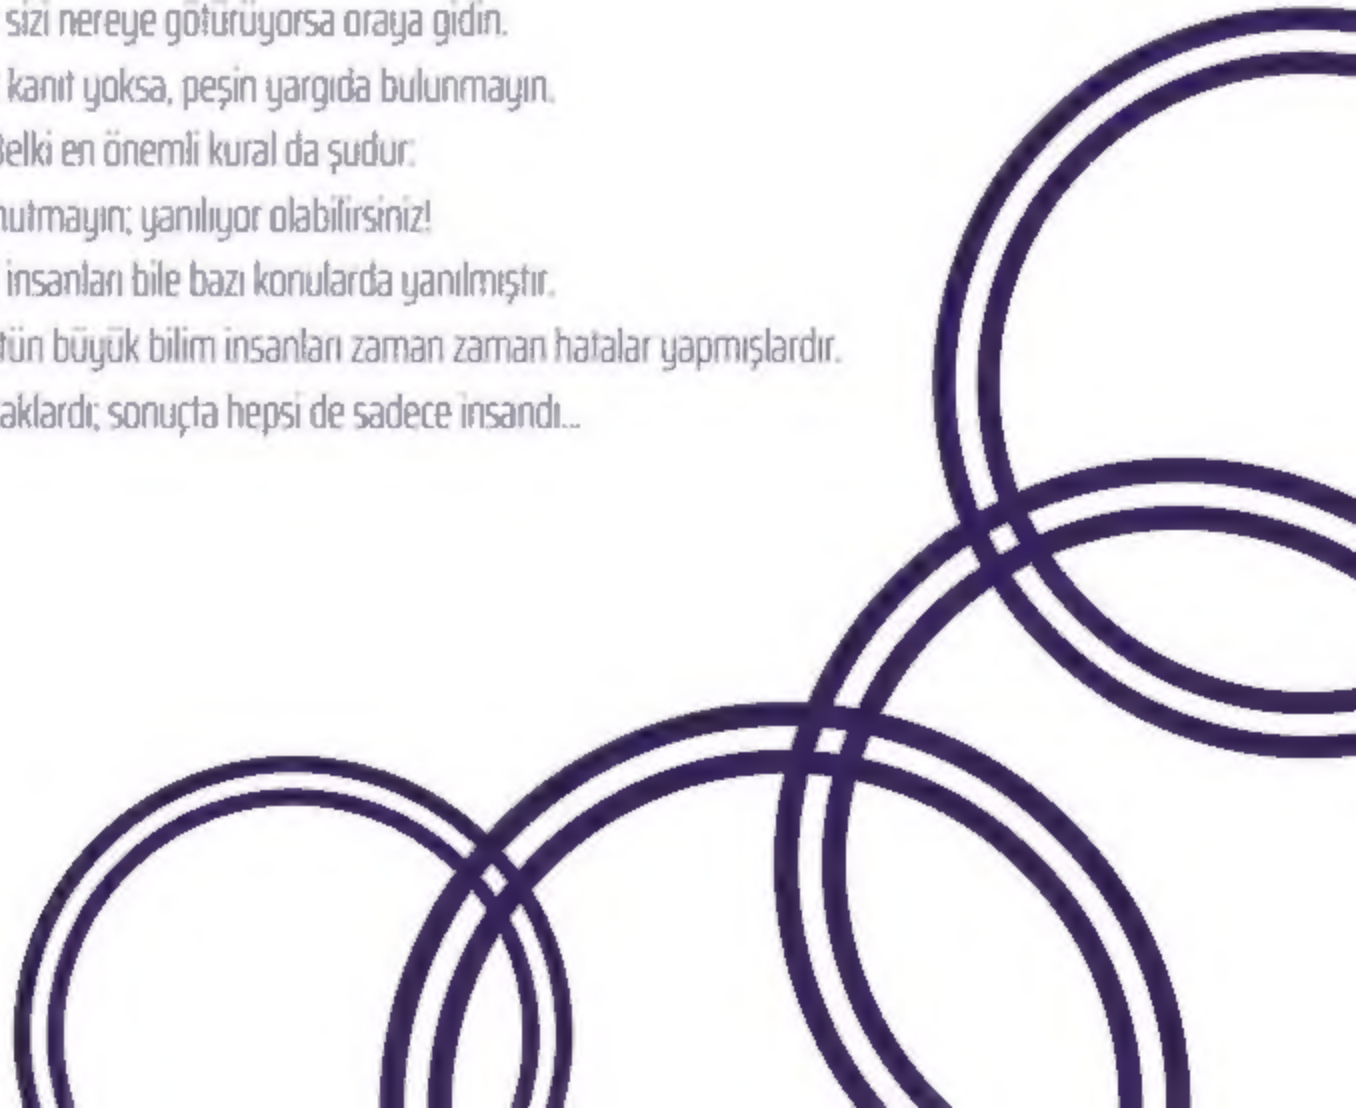 sizi nereye götürüyorsa oraya gidin.
kanıt yoksa, peşin yargıda bulunmayın.
Belki en önemli kural da şudur:
nutmayın; yanılıyor olabilirsiniz!
insanları bile bazı konularda yanılmıştır.
tün büyük bilim insanları zaman zaman hatalar yapmışlardır.
aklardı; sonuçta hepsi de sadece insandı...